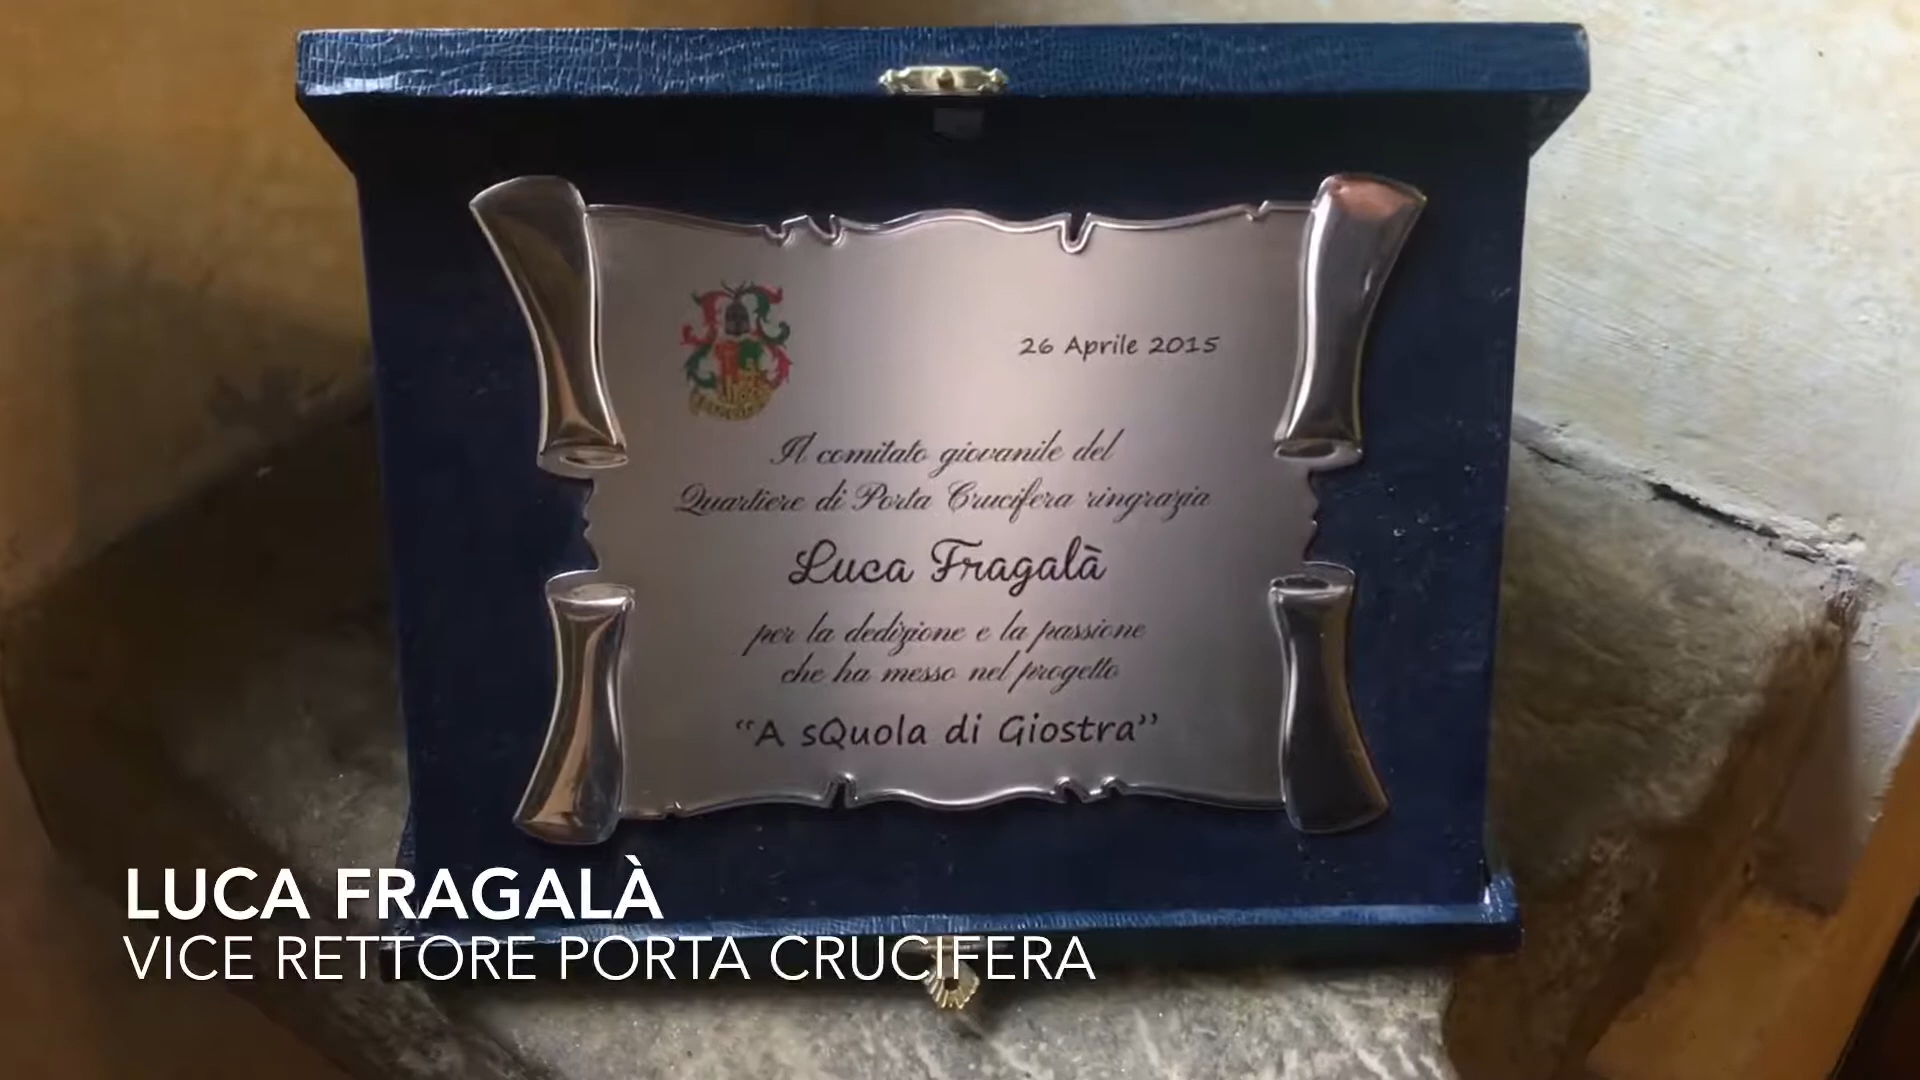 26 Aprile 2015
Il comitato giovanile del
Quartiere di Porta Crucifera ringrazia
Luca Fragalà
per la dedizione e la passione
che ha messo nel progetto
“A sQuola di Giostra”
LUCA FRAGALÀ
VICE RETTORE PORTA CRUCIFERA